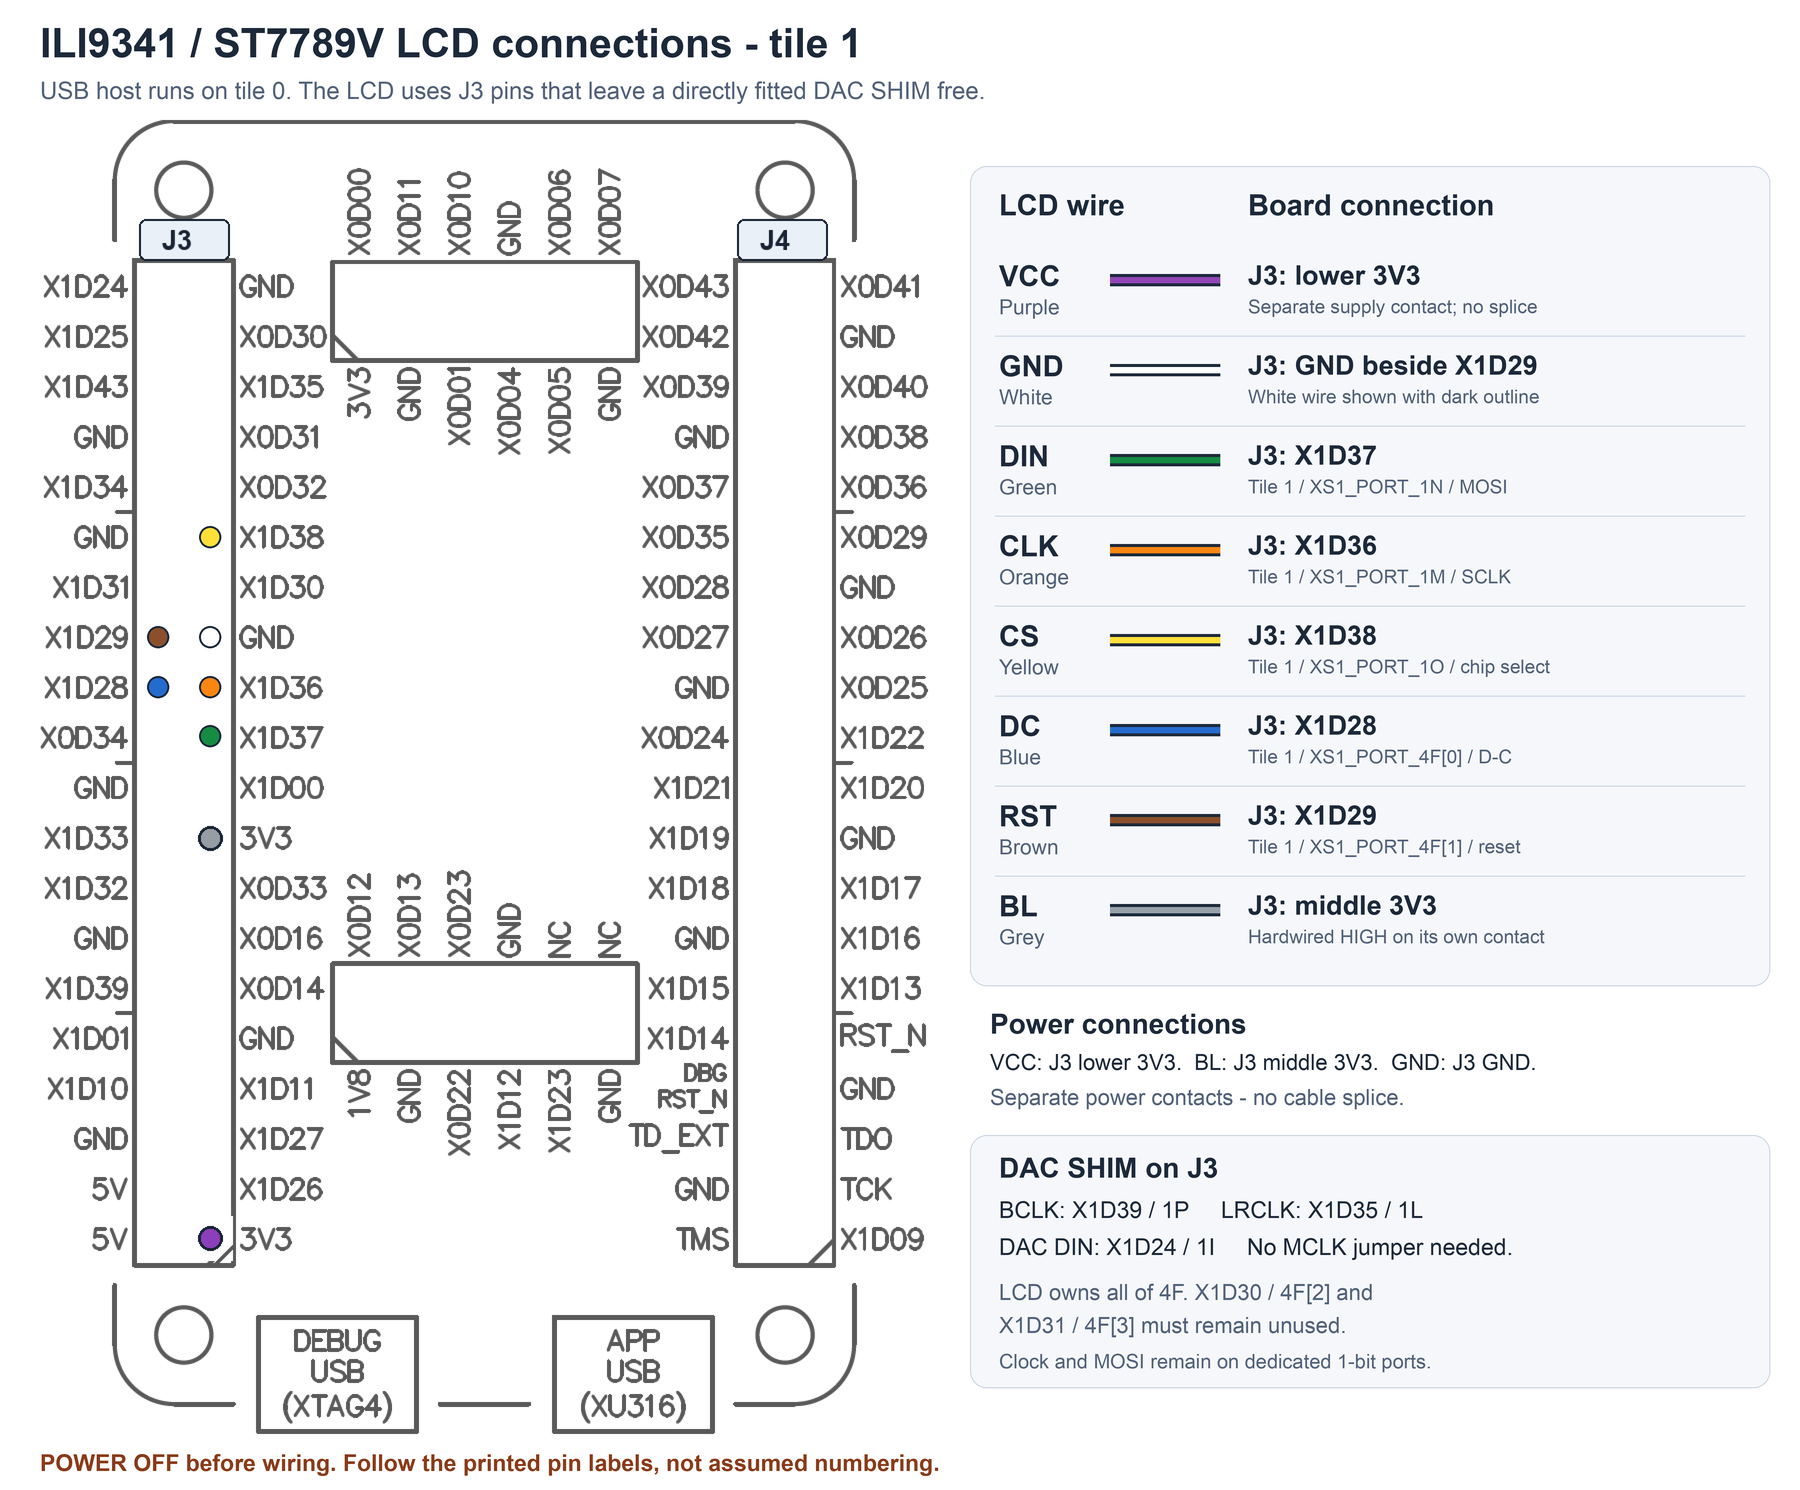 ILI9341 / ST7789V LCD connections - tile 1
USB host runs on tile 0. The LCD uses J3 pins that leave a directly fitted DAC SHIM free.
X0D00 X0D11 X0D10 GND X0D06 X0D07
J3
J4
X1D24 GND X0D43 X0D41
X1D25 X0D30 X0D42 GND
X1D43 X1D35 X0D39 X0D40
3V3 GND X0D01 X0D04 X0D05 GND
GND X0D31 GND X0D38
X1D34 X0D32 X0D37 X0D36
GND X1D38 X0D35 X0D29
X1D31 X1D30 X0D28 GND
X1D29 GND X0D27 X0D26
X1D28 X1D36 GND X0D25
X0D34 X1D37 X0D24 X1D22
GND X1D00 X1D21 X1D20
X1D33 3V3 X1D19 GND
X1D32 X0D33 X1D18 X1D17
X0D12 X0D13 X0D23 GND NC NC
GND X0D16 GND X1D16
X1D39 X0D14 X1D15 X1D13
X1D01 GND X1D14 RST_N
1V8 GND X0D22 X1D12 X1D23 GND
X1D10 X1D11 DBG RST_N GND
GND X1D27 TD_EXT TDO
5V X1D26 GND TCK
5V 3V3 TMS X1D09
DEBUG
USB
(XTAG4)
APP
USB
(XU316)
LCD wire Board connection
VCC J3: lower 3V3
Purple Separate supply contact; no splice
GND J3: GND beside X1D29
White White wire shown with dark outline
DIN J3: X1D37
Green Tile 1 / XS1_PORT_1N / MOSI
CLK J3: X1D36
Orange Tile 1 / XS1_PORT_1M / SCLK
CS J3: X1D38
Yellow Tile 1 / XS1_PORT_1O / chip select
DC J3: X1D28
Blue Tile 1 / XS1_PORT_4F[0] / D-C
RST J3: X1D29
Brown Tile 1 / XS1_PORT_4F[1] / reset
BL J3: middle 3V3
Grey Hardwired HIGH on its own contact
Power connections
VCC: J3 lower 3V3. BL: J3 middle 3V3. GND: J3 GND.
Separate power contacts - no cable splice.
DAC SHIM on J3
BCLK: X1D39 / 1P LRCLK: X1D35 / 1L
DAC DIN: X1D24 / 1I No MCLK jumper needed.
LCD owns all of 4F. X1D30 / 4F[2] and
X1D31 / 4F[3] must remain unused.
Clock and MOSI remain on dedicated 1-bit ports.
POWER OFF before wiring. Follow the printed pin labels, not assumed numbering.